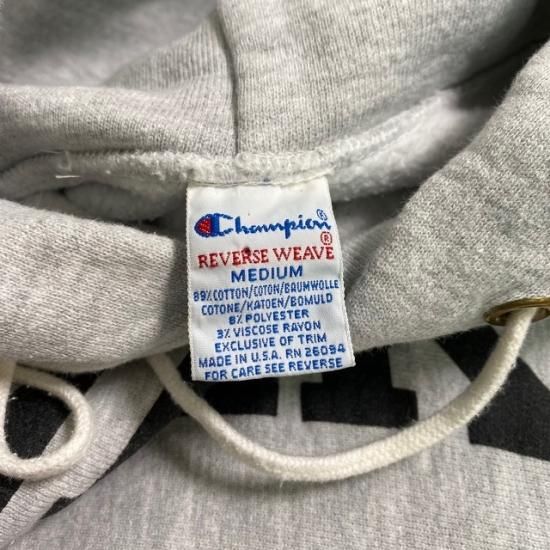 Champion®
REVERSE WEAVE®
MEDIUM
89% COTTON/COTON/BAUMWOLLE
COTONE/KATOEN/BOMULD
8% POLYESTER
3% VISCOSE RAYON
EXCLUSIVE OF TRIM
MADE IN U.S.A. RN 26094
FOR CARE SEE REVERSE